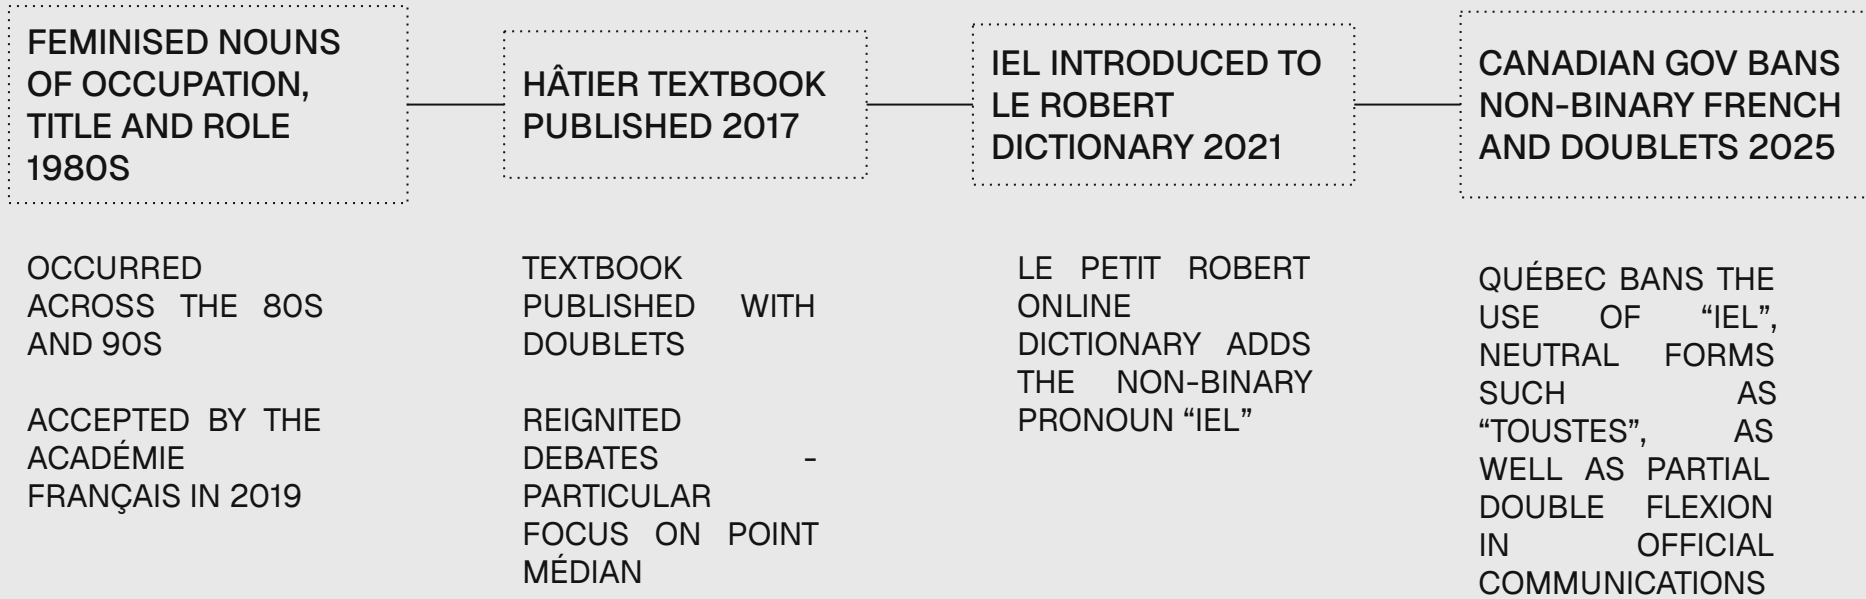 FEMINISED NOUNS
OF OCCUPATION,
TITLE AND ROLE
1980S
HÂTIER TEXTBOOK
PUBLISHED 2017
IEL INTRODUCED TO
LE ROBERT
DICTIONARY 2021
CANADIAN GOV BANS
NON-BINARY FRENCH
AND DOUBLETS 2025
OCCURRED
ACROSS THE 80S
AND 90S
ACCEPTED BY THE
ACADÉMIE
FRANÇAIS IN 2019
TEXTBOOK
PUBLISHED WITH
DOUBLETS
REIGNITED
DEBATES -
PARTICULAR
FOCUS ON POINT
MÉDIAN
LE PETIT ROBERT
ONLINE
DICTIONARY ADDS
THE NON-BINARY
PRONOUN “IEL”
QUÉBEC BANS THE
USE OF “IEL”,
NEUTRAL FORMS
SUCH AS
“TOUSTES”, AS
WELL AS PARTIAL
DOUBLE FLEXION
IN OFFICIAL
COMMUNICATIONS